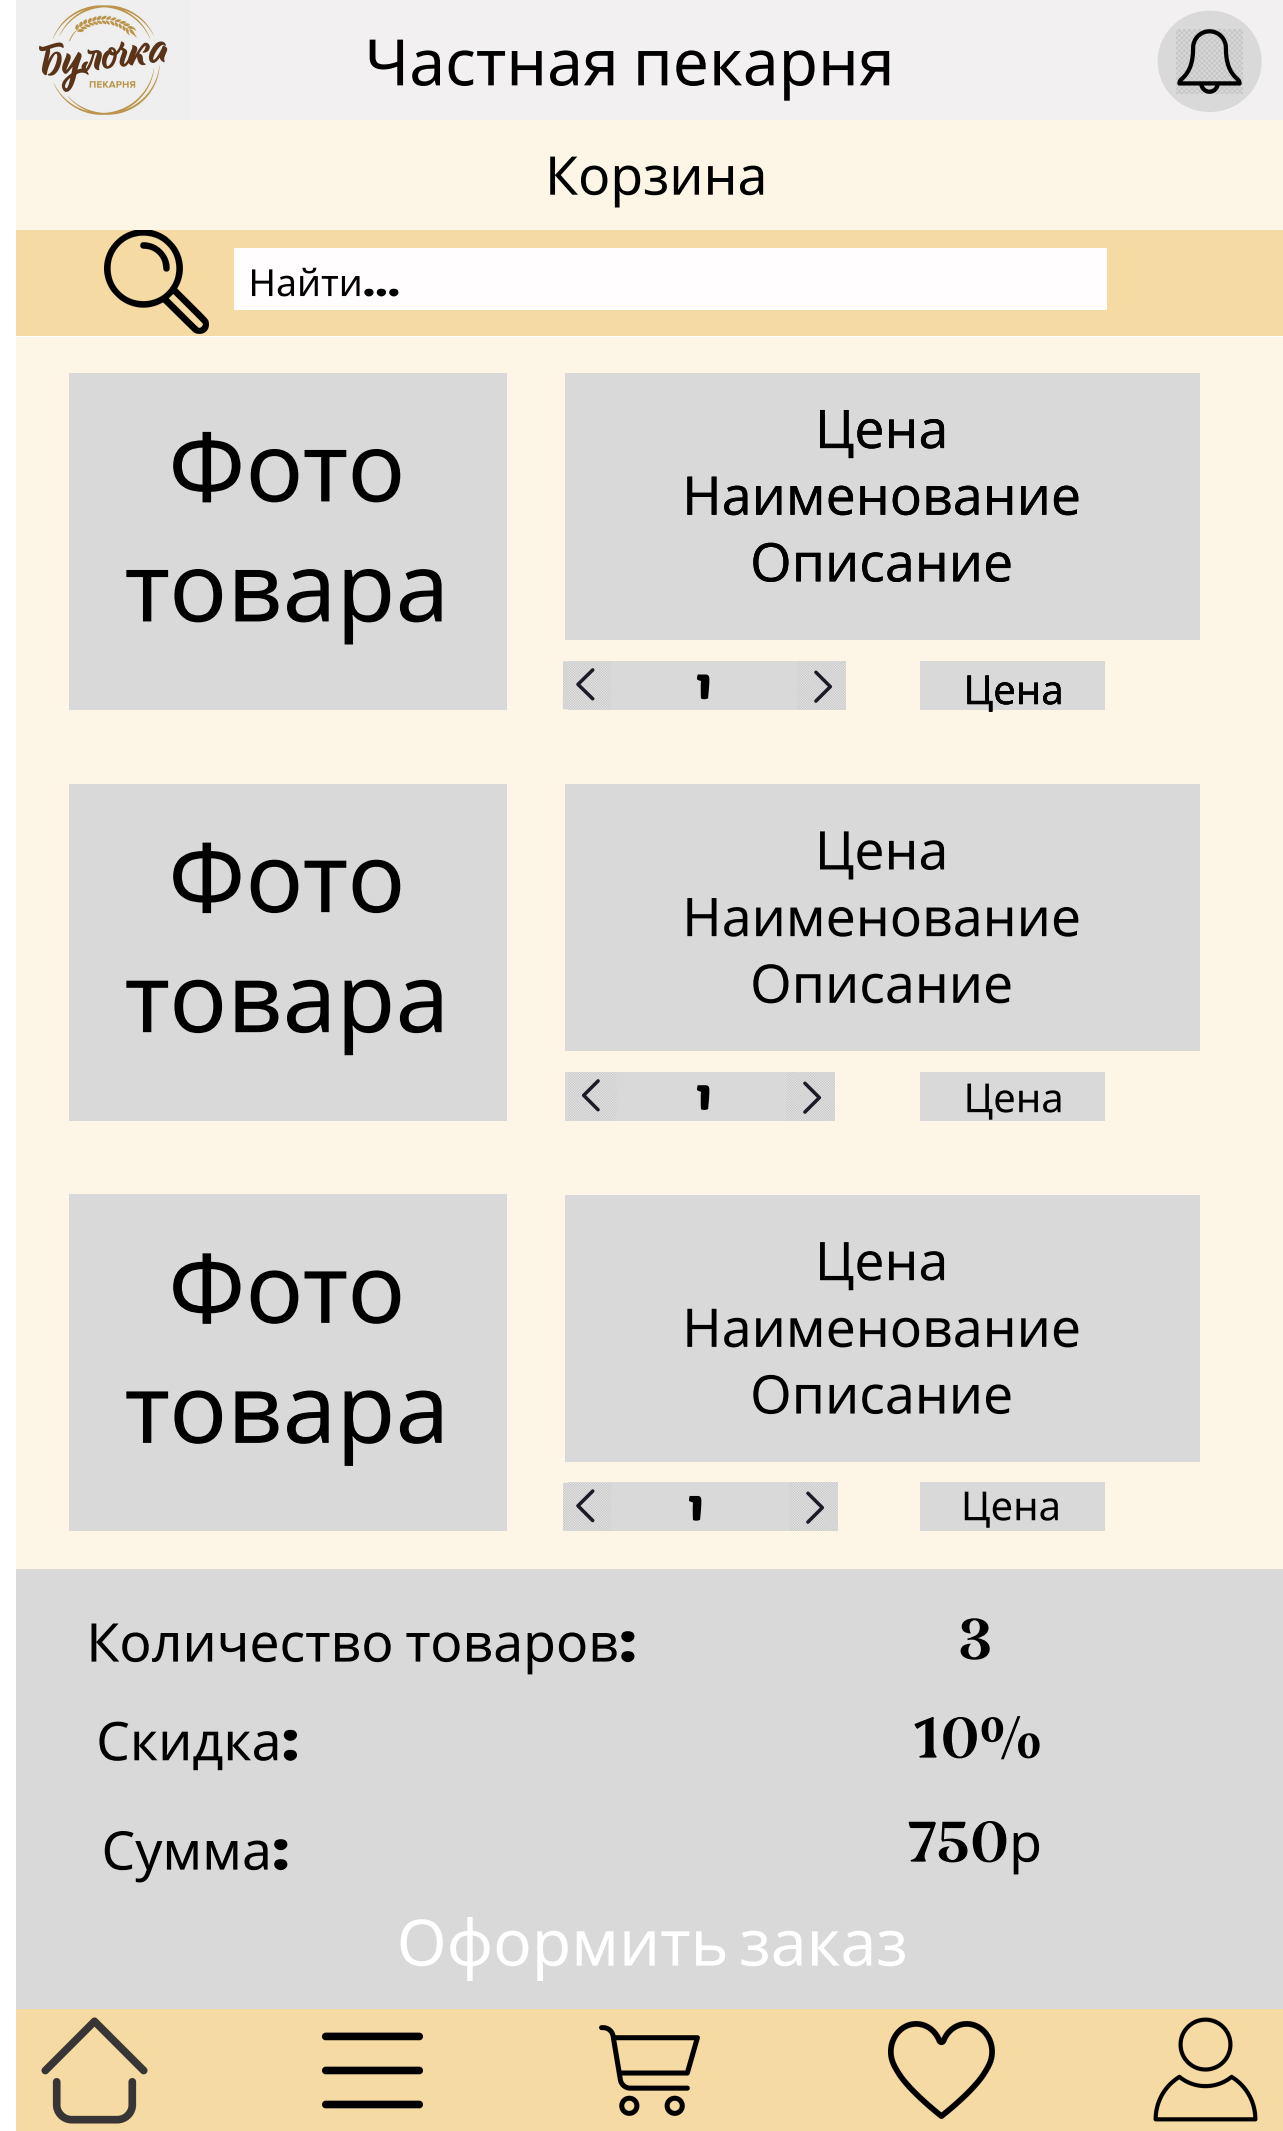 Булочка
ПЕКАРНЯ
Частная пекарня
Корзина
Найти...
Фото
товара
Цена
Наименование
Описание
1
Цена
Фото
товара
Цена
Наименование
Описание
1
Цена
Фото
товара
Цена
Наименование
Описание
1
Цена
Количество товаров: 3
Скидка: 10%
Сумма: 750р
Оформить заказ